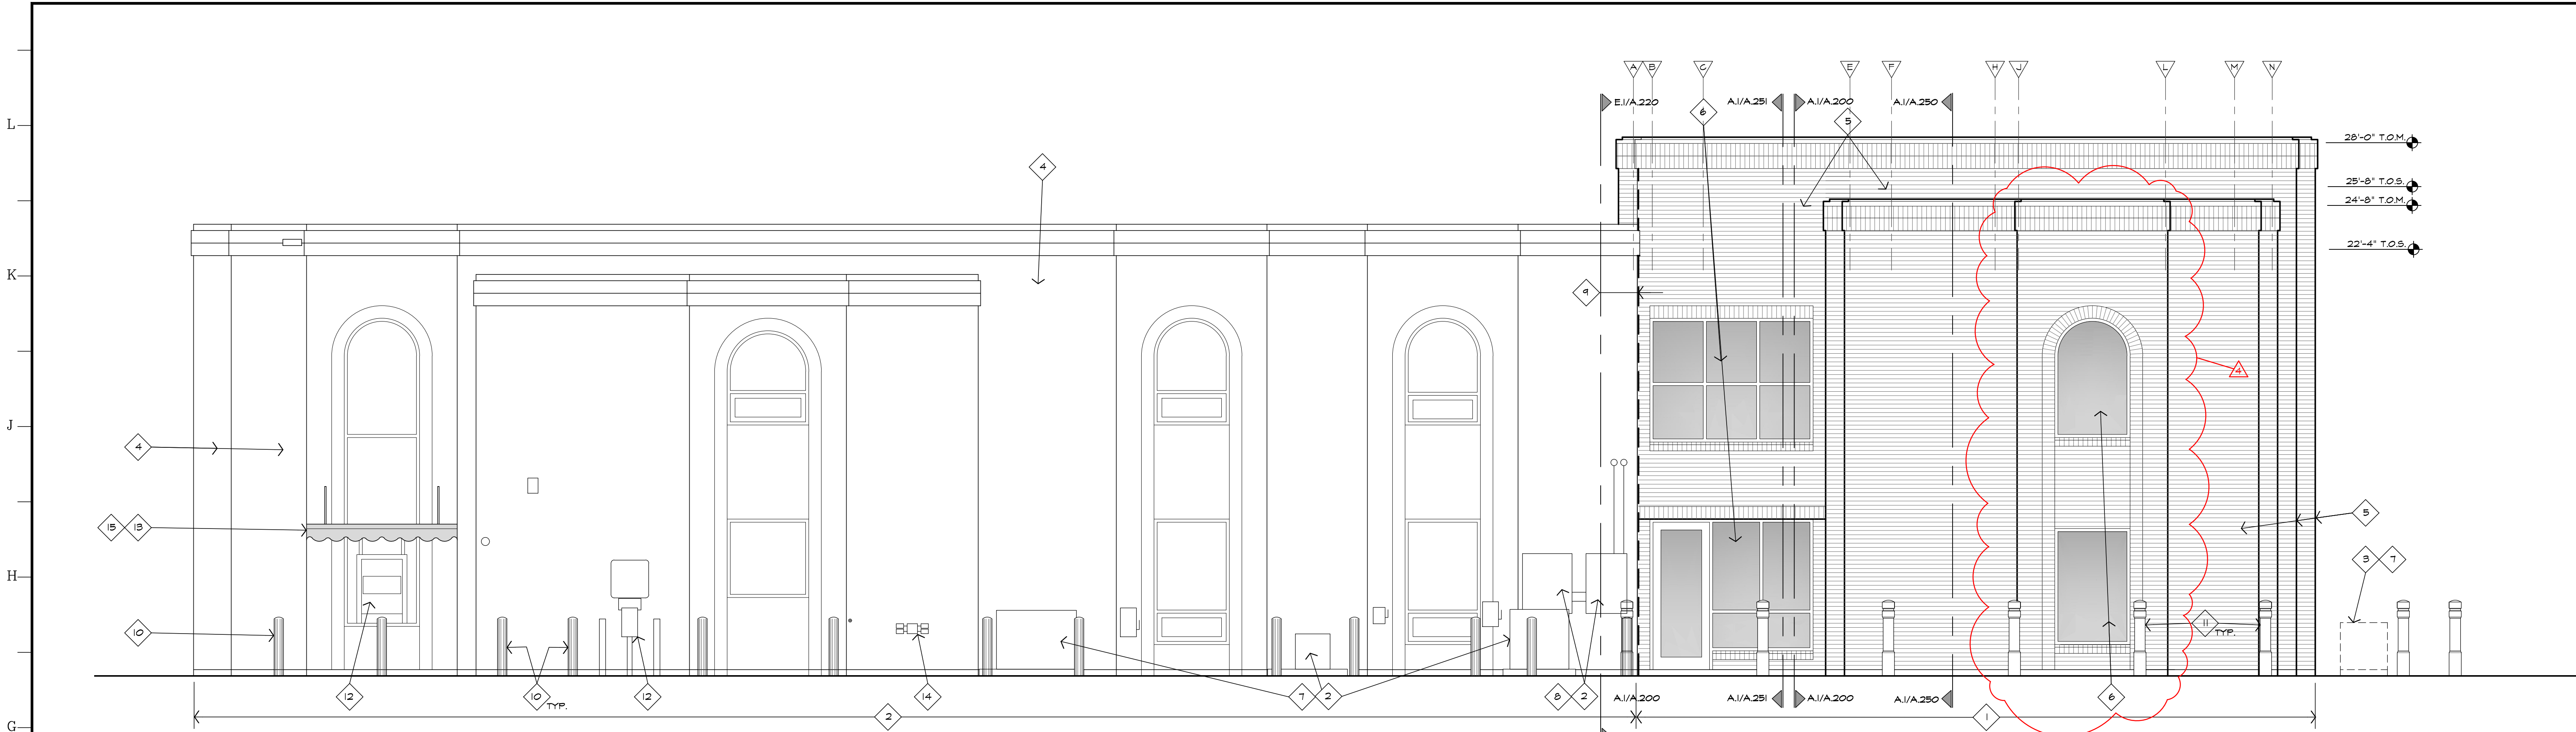 A B C E F H J L M N
E.1/A.220 A.1/A.251 A.1/A.200 A.1/A.250
6
5
L
28'-0" T.O.M.
4
25'-8" T.O.S.
24'-8" T.O.M.
22'-4" T.O.S.
K
9
4
J
4
15 13
5
3 7
H
10
11
TYP.
12 10 12 14 7 2 8 2 A.1/A.200 A.1/A.251 A.1/A.200 A.1/A.250 6
TYP.
2 1
G